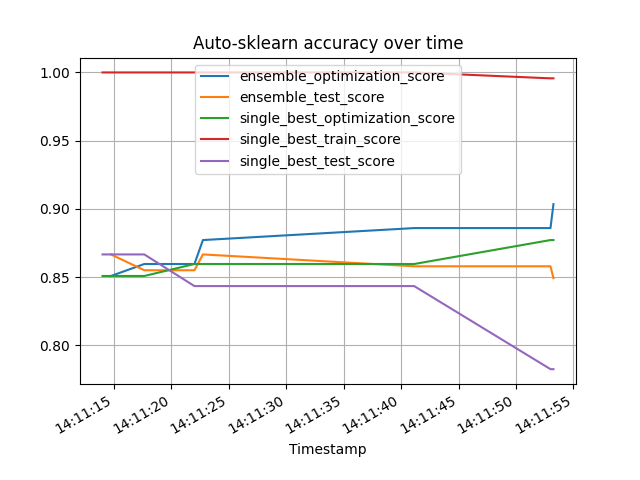 Auto-sklearn accuracy over time
1.00
0.95
0.90
0.85
0.80
ensemble_optimization_score
ensemble_test_score
single_best_optimization_score
single_best_train_score
single_best_test_score
14:11:15
14:11:20
14:11:25
14:11:30
14:11:35
14:11:40
14:11:45
14:11:50
14:11:55
Timestamp